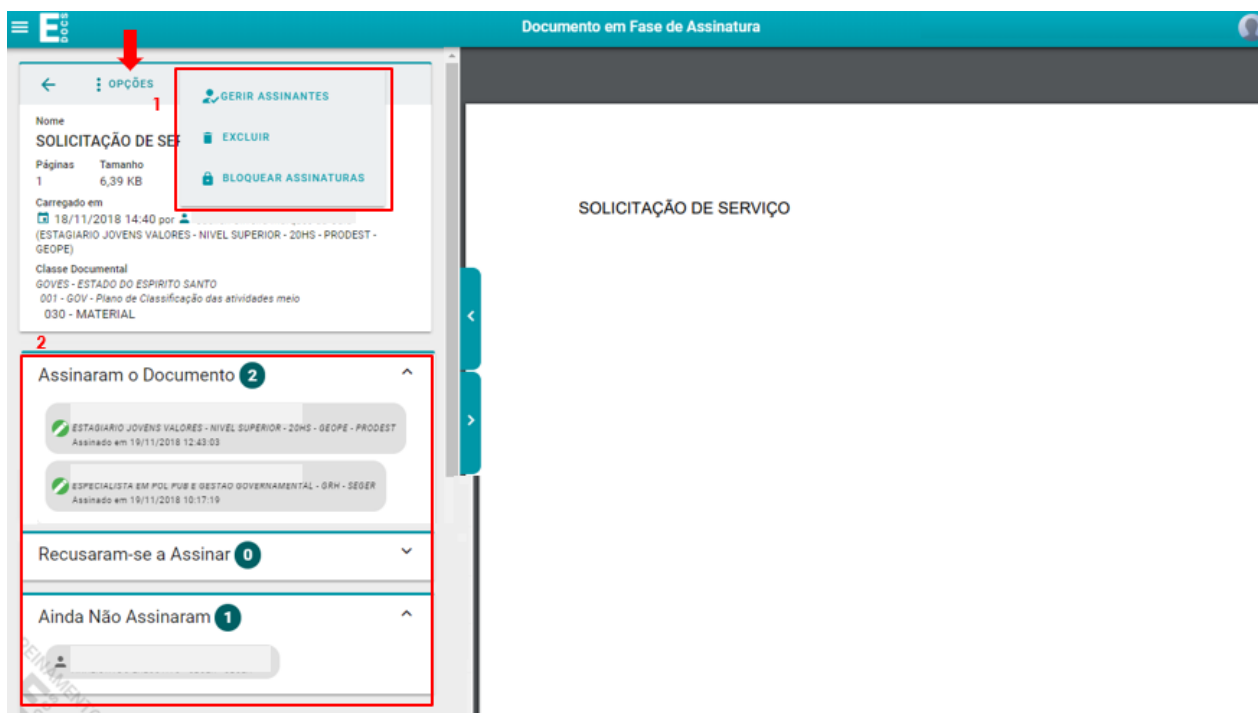 E DOCS
Documento em Fase de Assinatura
OPÇÕES
1
GERIR ASSINANTES
EXCLUIR
BLOQUEAR ASSINATURAS
Nome
SOLICITAÇÃO DE SE
Páginas Tamanho
1 6,39 KB
Carregado em
18/11/2018 14:40 por
(ESTAGIARIO JOVENS VALORES - NIVEL SUPERIOR - 20HS - PRODEST -
GEOPE)
Classe Documental
GOVES - ESTADO DO ESPIRITO SANTO
001 - GOV - Plano de Classificação das atividades meio
030 - MATERIAL
2
Assinaram o Documento 2
ESTAGIARIO JOVENS VALORES - NIVEL SUPERIOR - 20HS - GEOPE - PRODEST
Assinado em 19/11/2018 12:43:03
ESPECIALISTA EM POL PUB E GESTAO GOVERNAMENTAL - GRH - SEGER
Assinado em 19/11/2018 10:17:19
Recusaram-se a Assinar 0
Ainda Não Assinaram 1
SOLICITAÇÃO DE SERVIÇO